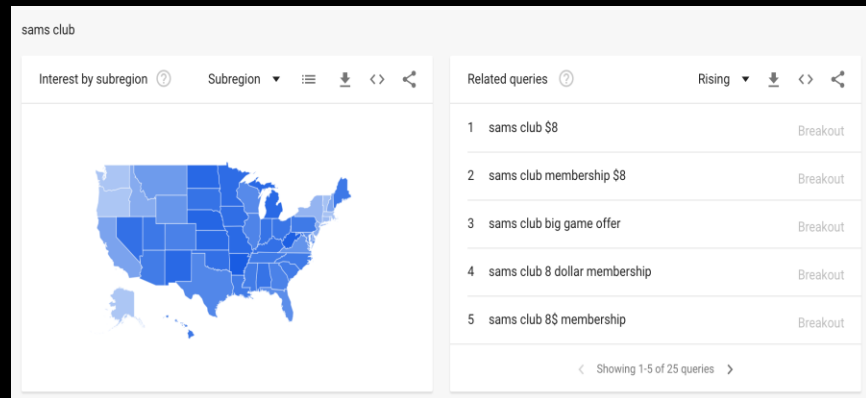 sams club
Interest by subregion ? Subregion
Related queries ? Rising
1 sams club $8 Breakout
2 sams club membership $8 Breakout
3 sams club big game offer Breakout
4 sams club 8 dollar membership Breakout
5 sams club 8$ membership Breakout
Showing 1-5 of 25 queries